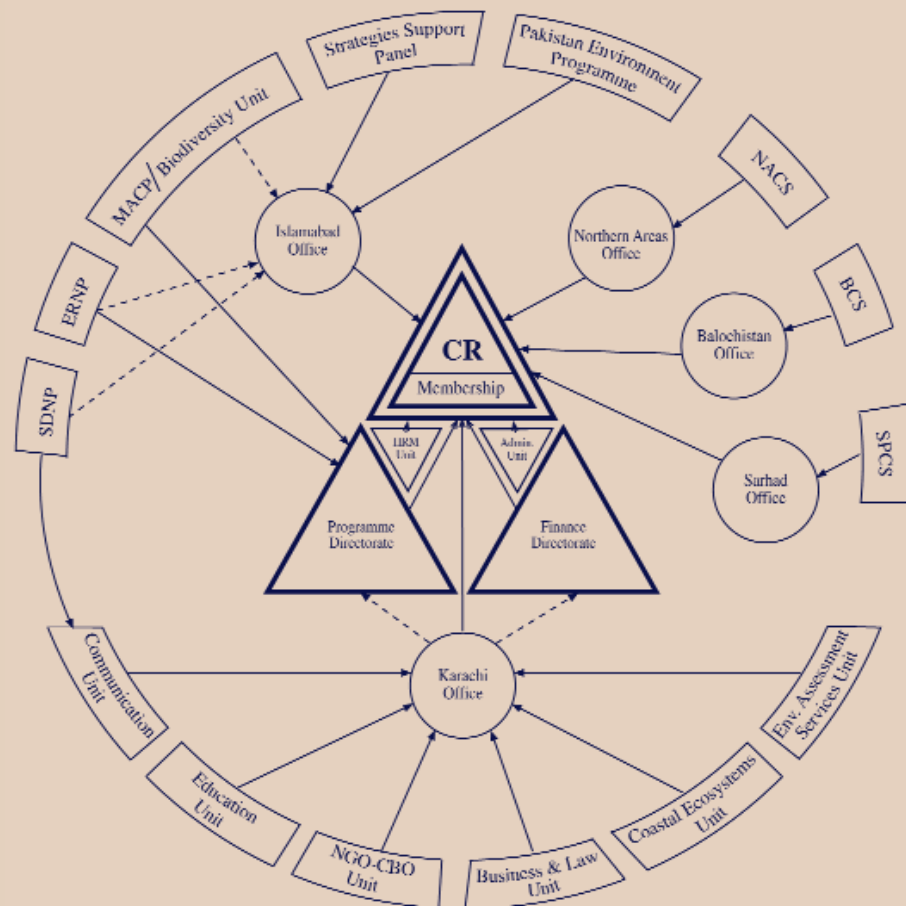 Strategies Support
Panel
Pakistan Environment
Programme
MACP/Biodiversity Unit
NACS
Islamabad
Office
Northern Areas
Office
ERNP
BCS
Balochistan
Office
CR
Membership
SDNP
SPCS
HRM
Unit
Admin.
Unit
Sarhad
Office
Programme
Directorate
Finance
Directorate
Karachi
Office
Communication
Unit
Env. Assessment
Services Unit
Education
Unit
Coastal Ecosystems
Unit
NGO-CBO
Unit
Business & Law
Unit